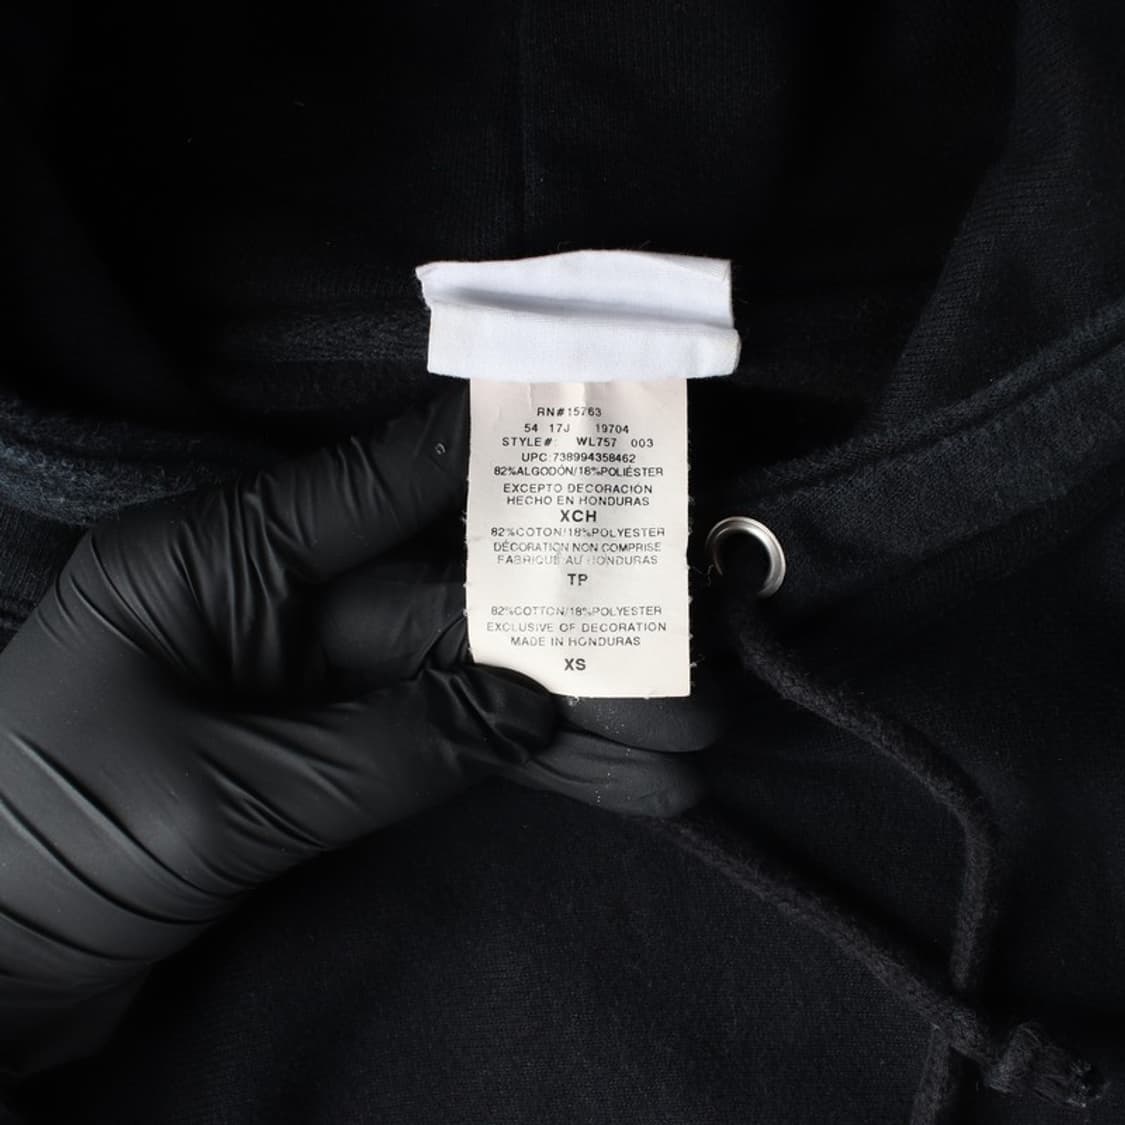 RN#15763
54 17J 19704
STYLE#: WL757 003
UPC:738994358462
82%ALGODÓN/18%POLIÉSTER
EXCEPTO DECORACIÓN
HECHO EN HONDURAS
XCH
82%COTON/18%POLYESTER
DÉCORATION NON COMPRISE
FABRIQUÉ AU HONDURAS
TP
82%COTTON/18%POLYESTER
EXCLUSIVE OF DECORATION
MADE IN HONDURAS
XS